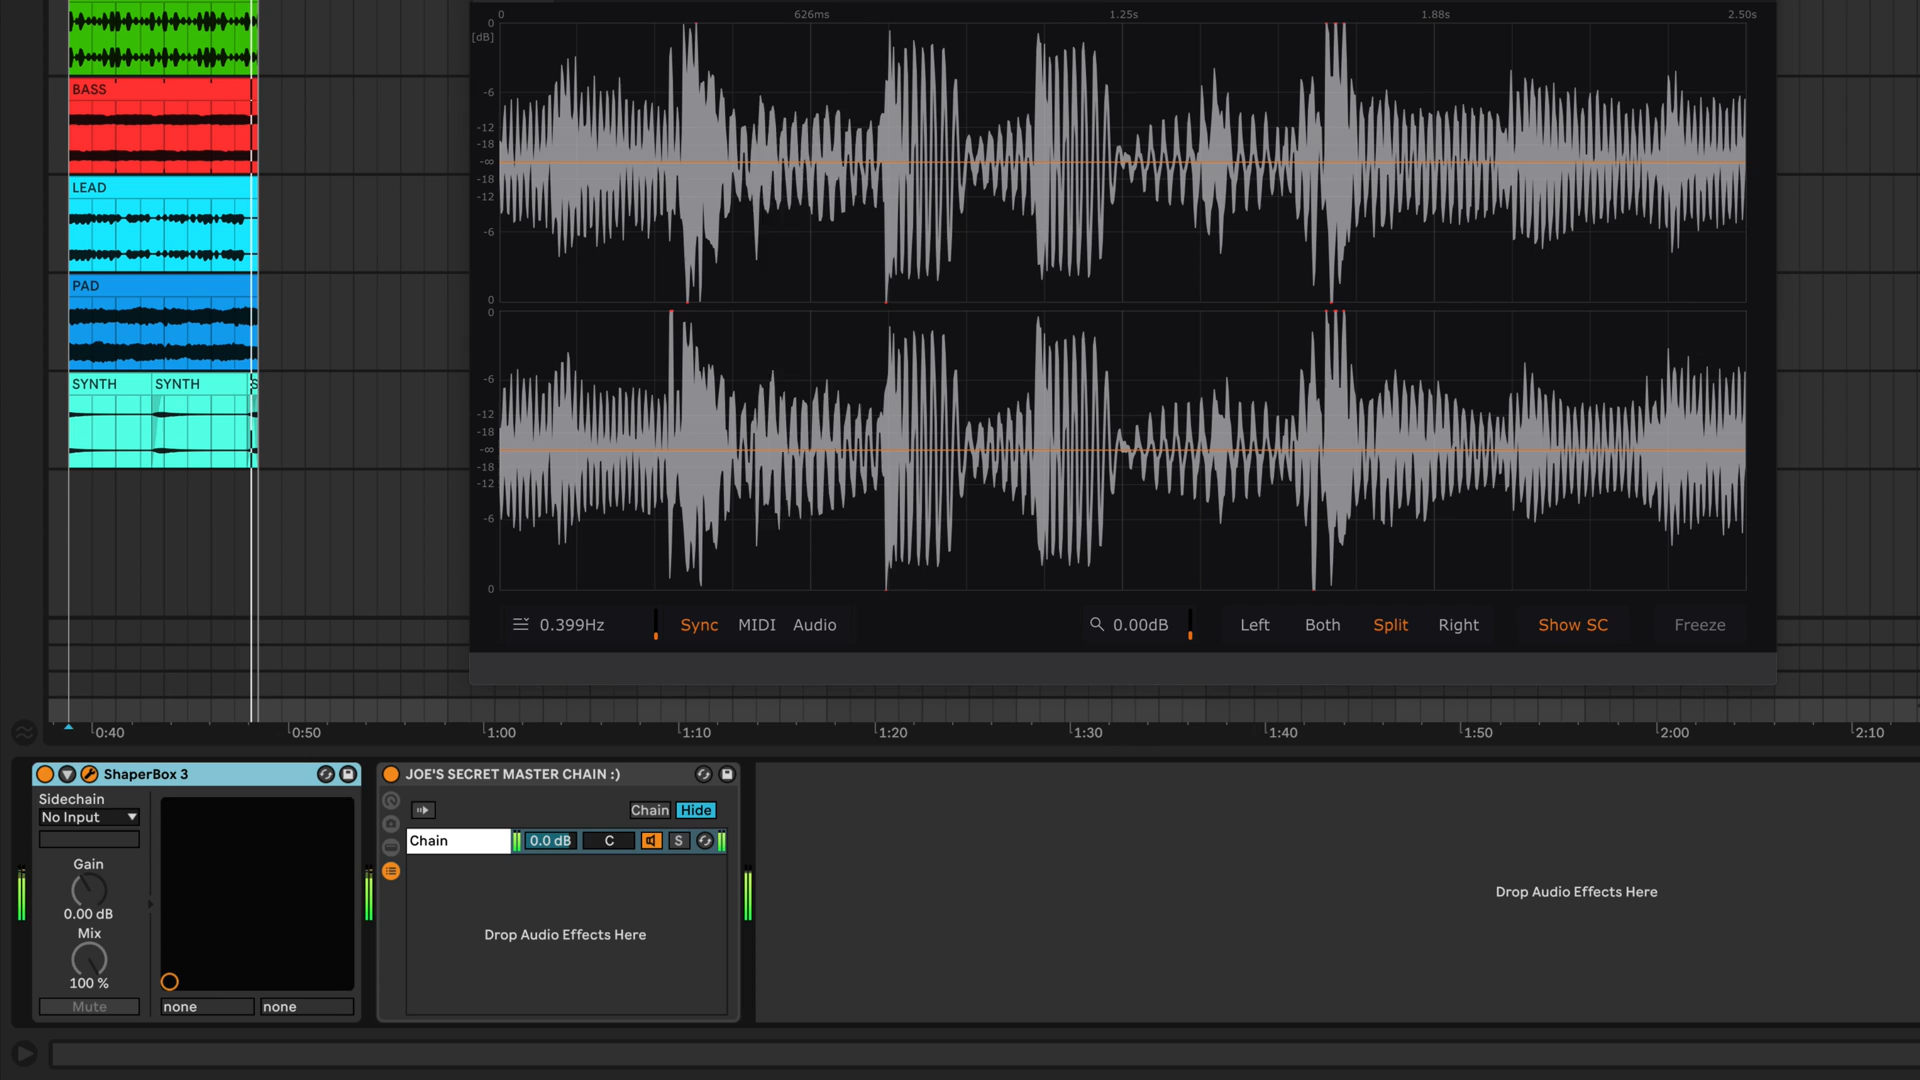 0 626ms 1.25s 1.88s 2.50s
0
[dB]
-6
-12
-18
-∞
-18
-12
-6
0
0
-6
-12
-18
-∞
-18
-12
-6
0
BASS
LEAD
PAD
SYNTH SYNTH S
0.399Hz Sync MIDI Audio 0.00dB Left Both Split Right Show SC Freeze
0:40 0:50 1:00 1:10 1:20 1:30 1:40 1:50 2:00 2:10
ShaperBox 3
Sidechain
No Input
Gain
0.00 dB
Mix
100 %
Mute
none none
JOE'S SECRET MASTER CHAIN :)
Chain Hide
Chain 0.0 dB C S
Drop Audio Effects Here
Drop Audio Effects Here